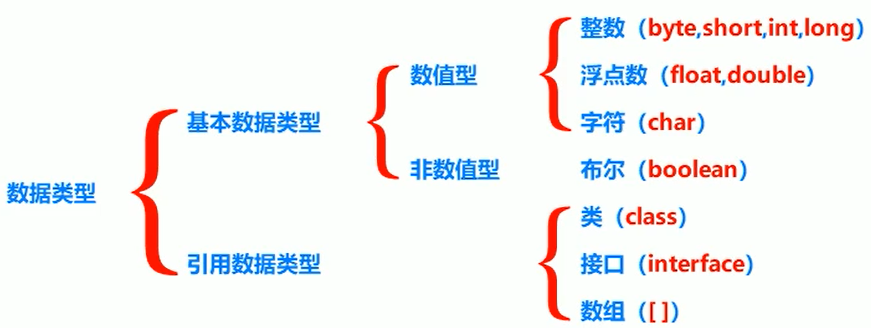 数据类型
基本数据类型
数值型
整数（byte,short,int,long）
浮点数（float,double）
字符（char）
非数值型
布尔（boolean）
引用数据类型
类（class）
接口（interface）
数组（[ ]）